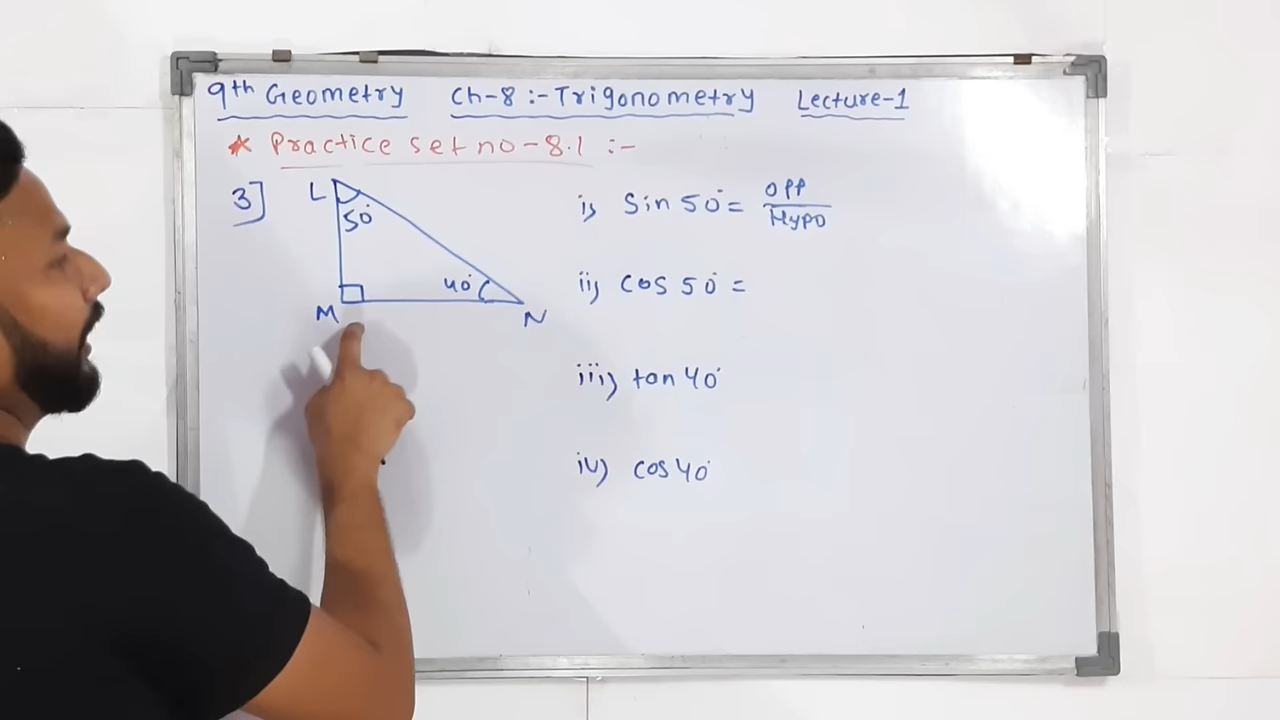 9th Geometry Ch-8 :- Trigonometry Lecture-1
* Practice set no - 8.1 :-
3] L 50° M 40° N
i) Sin 50° = opp/Hypo
ii) cos 50° =
iii) tan 40°
iv) cos 40°